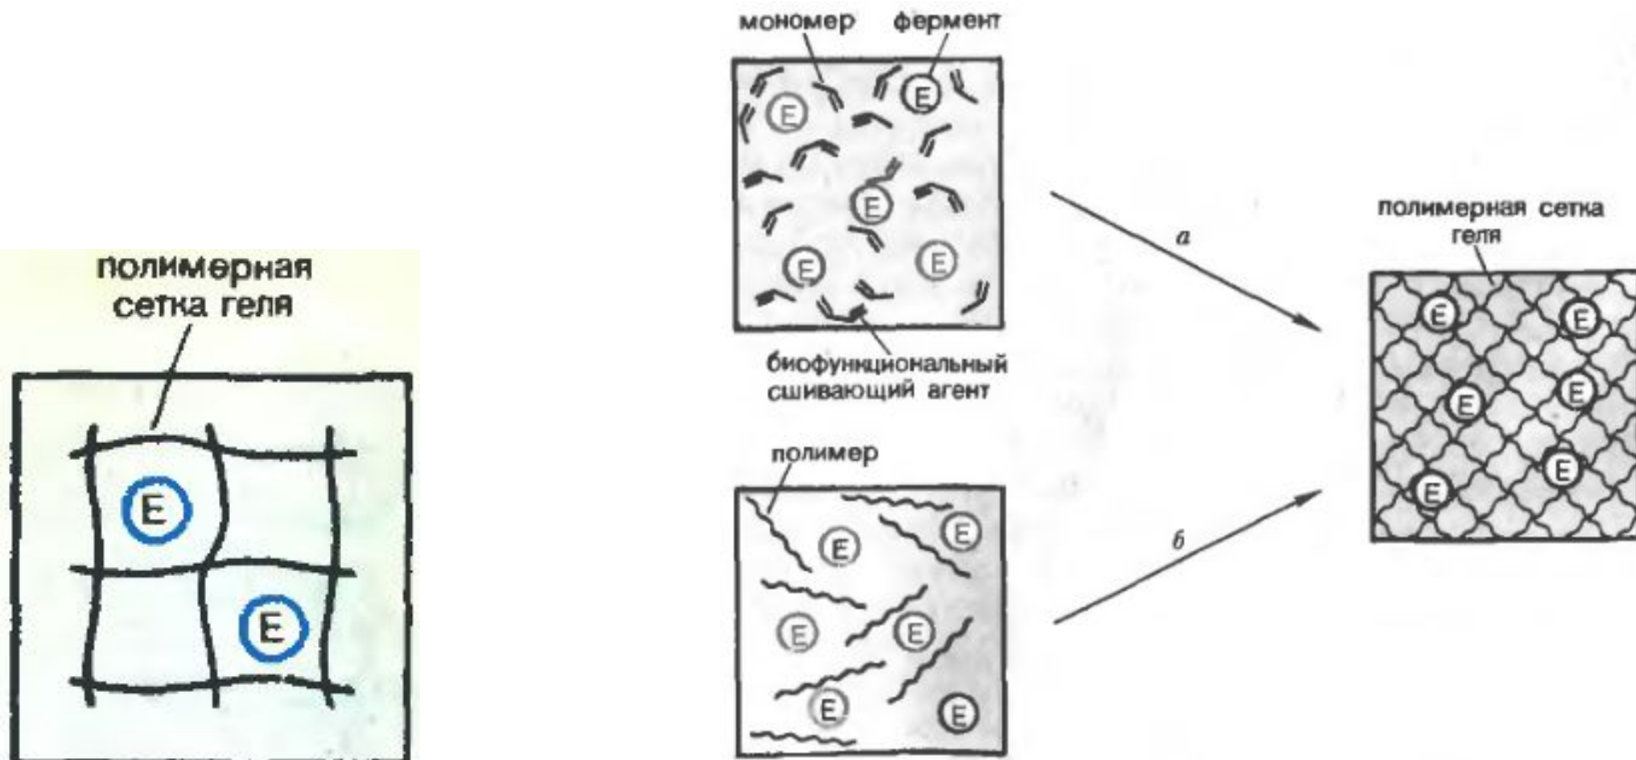 полимерная
сетка геля
E
E
мономер фермент
E
E
E
E
E
биофункциональный
сшивающий агент
полимер
E
E
E
E
E
E
а
б
полимерная сетка
геля
E
E
E
E
E
E